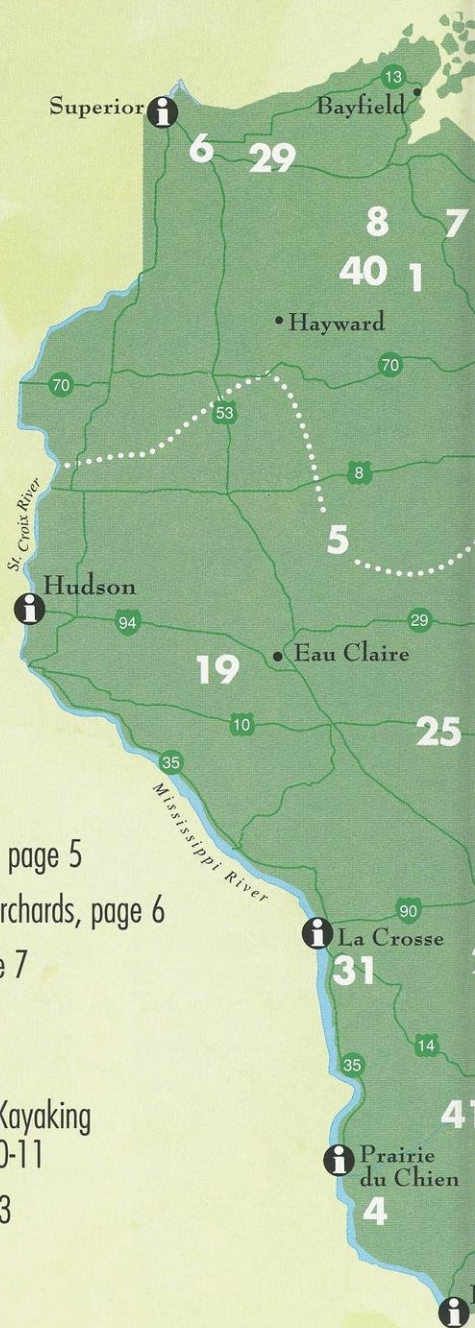 13
Superior
i
Bayfield
6
29
8
7
40
1
Hayward
70
70
53
8
St. Croix River
5
Hudson
i
94
29
19
Eau Claire
10
25
35
Mississippi River
page 5
rchards, page 6
90
e 7
i
La Crosse
31
14
35
Kayaking
0-11
41
i
Prairie
du Chien
3
4
i